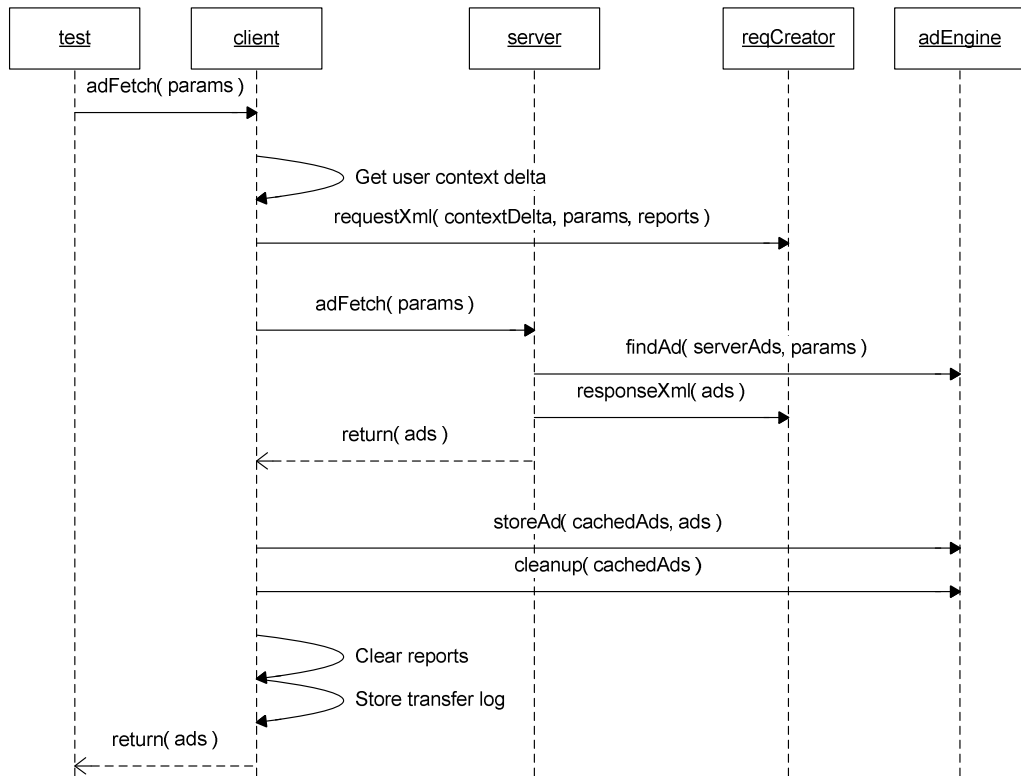 test
client
server
reqCreator
adEngine
adFetch( params )
Get user context delta
requestXml( contextDelta, params, reports )
adFetch( params )
findAd( serverAds, params )
responseXml( ads )
return( ads )
storeAd( cachedAds, ads )
cleanup( cachedAds )
Clear reports
Store transfer log
return( ads )